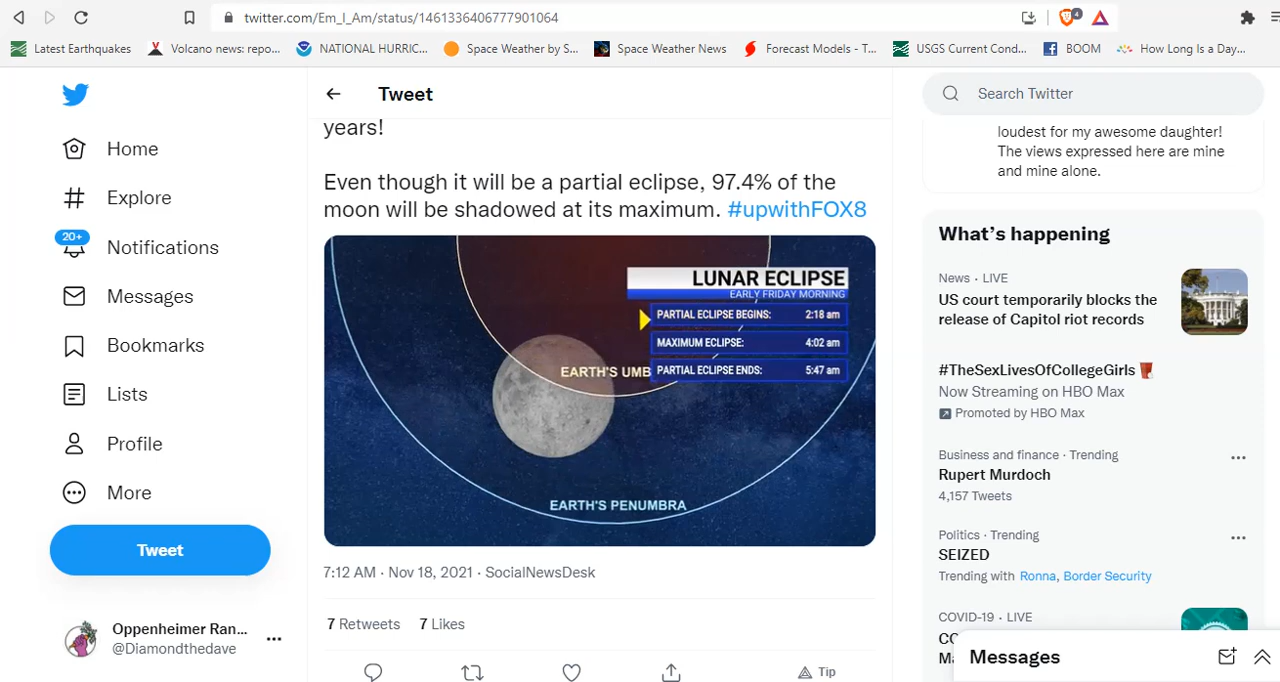 twitter.com/Em_I_Am/status/1461336406777901064
4
Latest Earthquakes
Volcano news: repo...
NATIONAL HURRIC...
Space Weather by S...
Space Weather News
Forecast Models - T...
USGS Current Cond...
BOOM
How Long Is a Day...
Home
Explore
20+
Notifications
Messages
Bookmarks
Lists
Profile
More
Tweet
Oppenheimer Ran...
@Diamondthedave
Tweet
years!
Even though it will be a partial eclipse, 97.4% of the
moon will be shadowed at its maximum. #upwithFOX8
LUNAR ECLIPSE
EARLY FRIDAY MORNING
PARTIAL ECLIPSE BEGINS: 2:18 am
MAXIMUM ECLIPSE: 4:02 am
PARTIAL ECLIPSE ENDS: 5:47 am
EARTH'S UMB
EARTH'S PENUMBRA
7:12 AM · Nov 18, 2021 · SocialNewsDesk
7 Retweets 7 Likes
Tip
Search Twitter
loudest for my awesome daughter!
The views expressed here are mine
and mine alone.
What's happening
News · LIVE
US court temporarily blocks the
release of Capitol riot records
#TheSexLivesOfCollegeGirls
Now Streaming on HBO Max
Promoted by HBO Max
Business and finance · Trending
Rupert Murdoch
4,157 Tweets
Politics · Trending
SEIZED
Trending with Ronna, Border Security
COVID-19 · LIVE
Messages